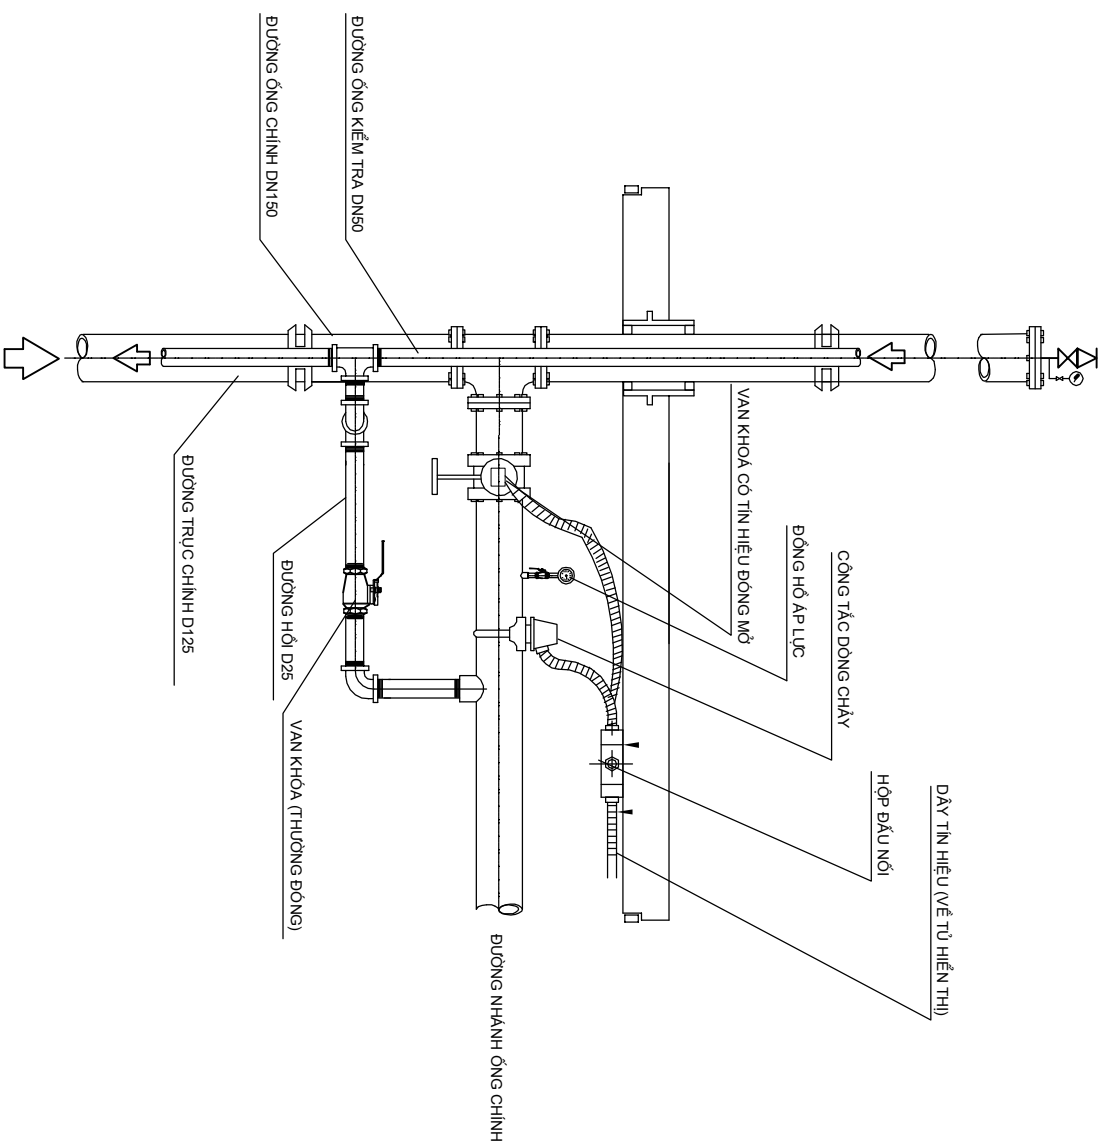 ĐƯỜNG ỐNG KIỂM TRA DN50
ĐƯỜNG ỐNG CHÍNH DN150
DÂY TÍN HIỆU (VỀ TỦ HIỂN THỊ)
HỘP ĐẤU NỐI
CÔNG TẮC DÒNG CHẢY
ĐỒNG HỒ ÁP LỰC
VAN KHOÁ CÓ TÍN HIỆU ĐÓNG MỞ
ĐƯỜNG NHÁNH ỐNG CHÍNH
VAN KHÓA (THƯỜNG ĐÓNG)
ĐƯỜNG HỒI D25
ĐƯỜNG TRỤC CHÍNH D125